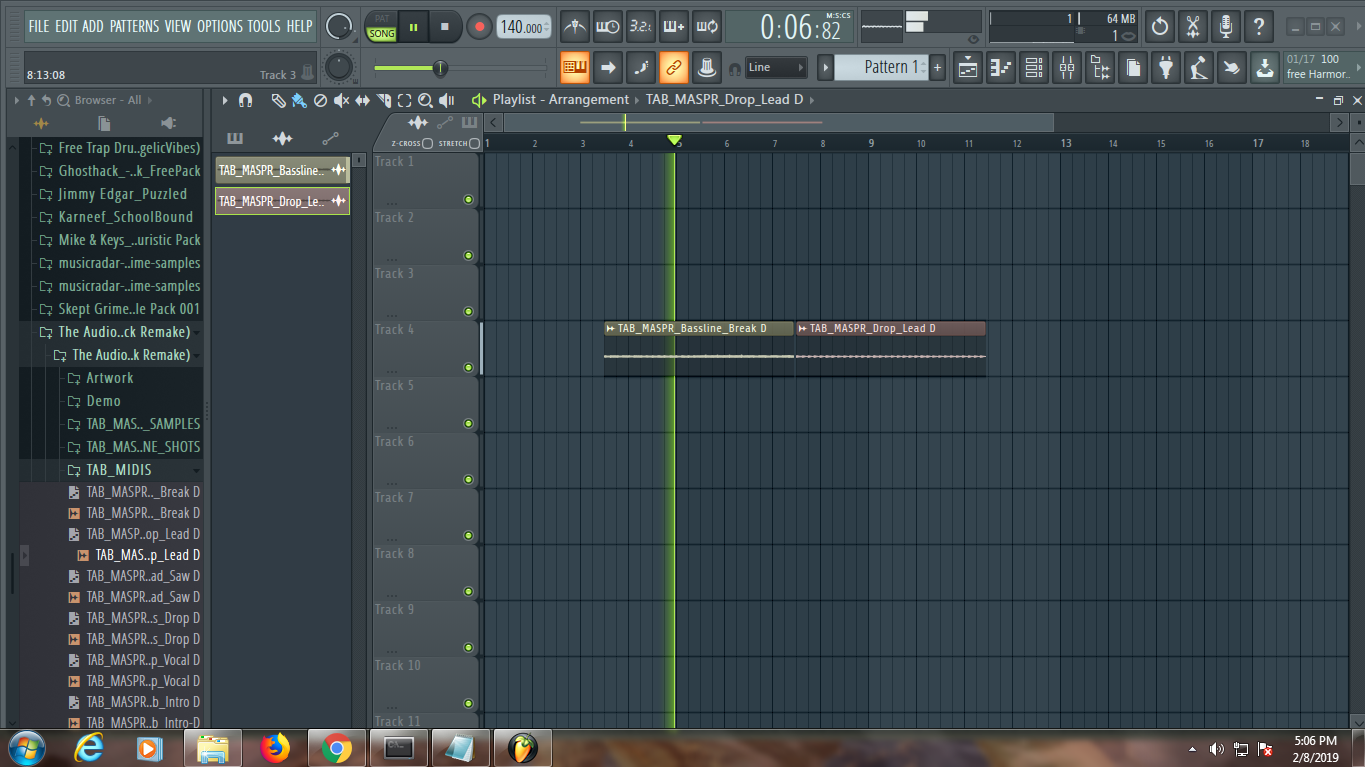 FILE EDIT ADD PATTERNS VIEW OPTIONS TOOLS HELP
PAT
SONG
140.000
3.2.:
0:06:82
M:S:CS
1
64 MB
1
8:13:08
Track 3
Line
Pattern 1
+
01/17 100
free Harmor..
Browser - All
Playlist - Arrangement
TAB_MASPR_Drop_Lead D
Z-CROSS
STRETCH
1 2 3 4 5 6 7 8 9 10 11 12 13 14 15 16 17 18
Free Trap Dru..gelicVibes)
Ghosthack_-..k_FreePack
Jimmy Edgar_Puzzled
Karneef_SchoolBound
Mike & Keys_..uristic Pack
musicradar-..ime-samples
musicradar-..ime-samples
Skept Grime..le Pack 001
The Audio..ck Remake)
The Audio..k Remake)
Artwork
Demo
TAB_MAS.._SAMPLES
TAB_MAS..NE_SHOTS
TAB_MIDIS
TAB_MASPR.._Break D
TAB_MASPR.._Break D
TAB_MASP..op_Lead D
TAB_MAS..p_Lead D
TAB_MASPR..ad_Saw D
TAB_MASPR..ad_Saw D
TAB_MASPR..s_Drop D
TAB_MASPR..s_Drop D
TAB_MASPR..p_Vocal D
TAB_MASPR..p_Vocal D
TAB_MASPR..b_Intro D
TAB_MASPR..b_Intro-D
TAB_MASPR_Bassline..
TAB_MASPR_Drop_Le..
Track 1
Track 2
Track 3
Track 4
TAB_MASPR_Bassline_Break D
TAB_MASPR_Drop_Lead D
Track 5
Track 6
Track 7
Track 8
Track 9
Track 10
Track 11
5:06 PM
2/8/2019